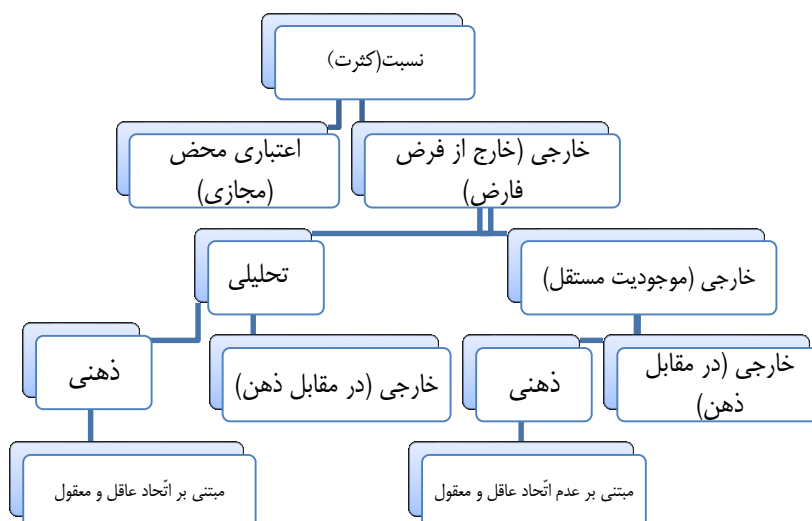 نسبت(کثرت)
خارجی (خارج از فرض
فارض)
اعتباری محض
(مجازی)
خارجی (موجودیت مستقل)
تحلیلی
خارجی (در مقابل
ذهن)
ذهنی
خارجی (در مقابل ذهن)
ذهنی
مبتنی بر عدم اتّحاد عاقل و معقول
مبتنی بر اتّحاد عاقل و معقول